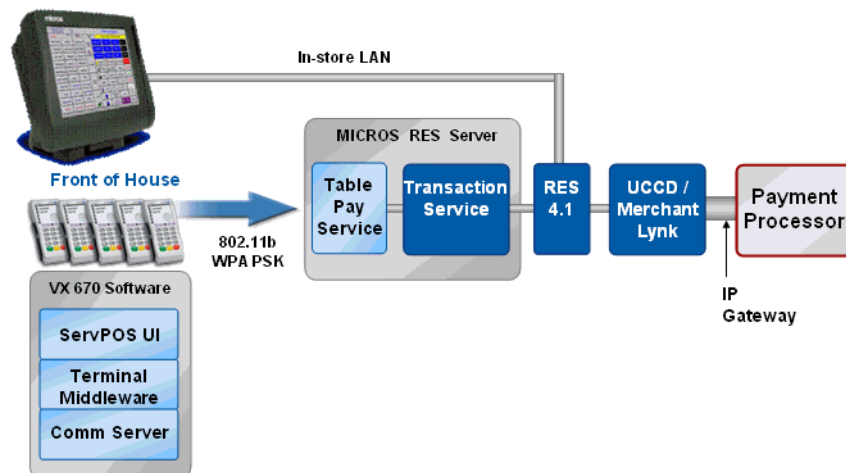 micros
In-store LAN
MICROS RES Server
Front of House
Table
Pay
Service
Transaction
Service
RES
4.1
UCCD /
Merchant
Lynk
Payment
Processor
802.11b
WPA PSK
IP
Gateway
VX 670 Software
ServPOS UI
Terminal
Middleware
Comm Server